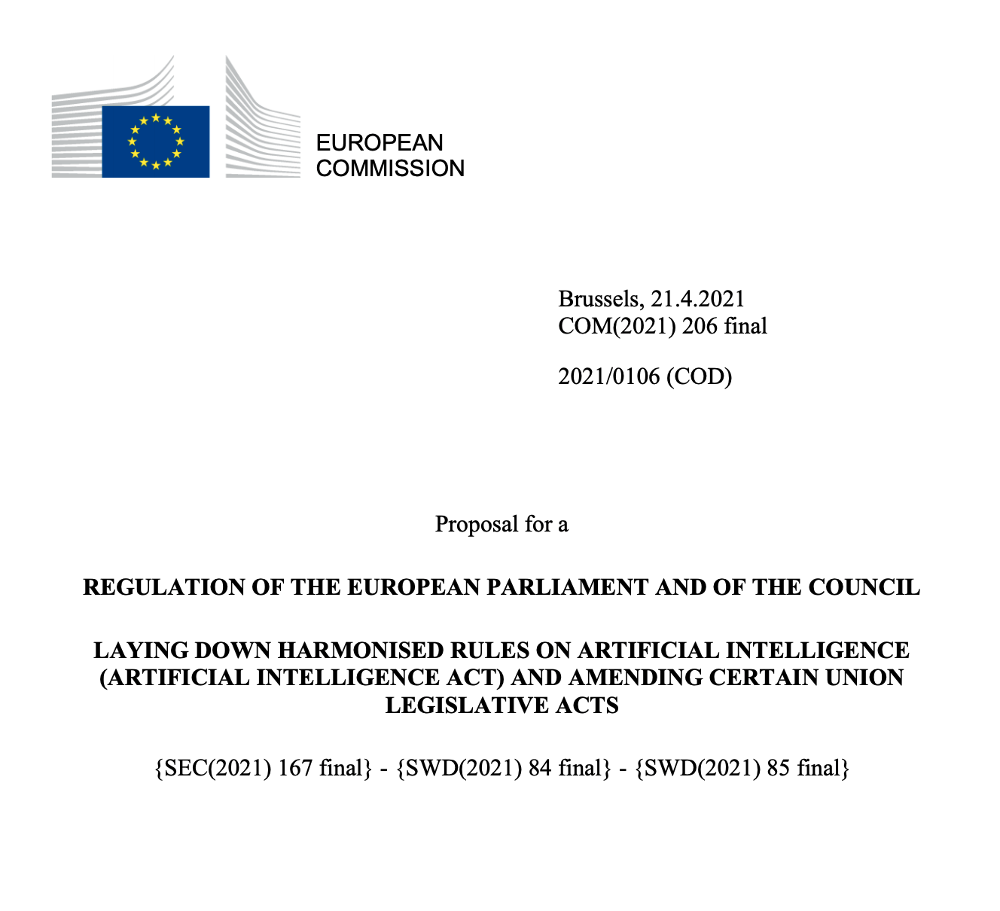 EUROPEAN
COMMISSION
Brussels, 21.4.2021
COM(2021) 206 final
2021/0106 (COD)
Proposal for a
REGULATION OF THE EUROPEAN PARLIAMENT AND OF THE COUNCIL
LAYING DOWN HARMONISED RULES ON ARTIFICIAL INTELLIGENCE
(ARTIFICIAL INTELLIGENCE ACT) AND AMENDING CERTAIN UNION
LEGISLATIVE ACTS
{SEC(2021) 167 final} - {SWD(2021) 84 final} - {SWD(2021) 85 final}